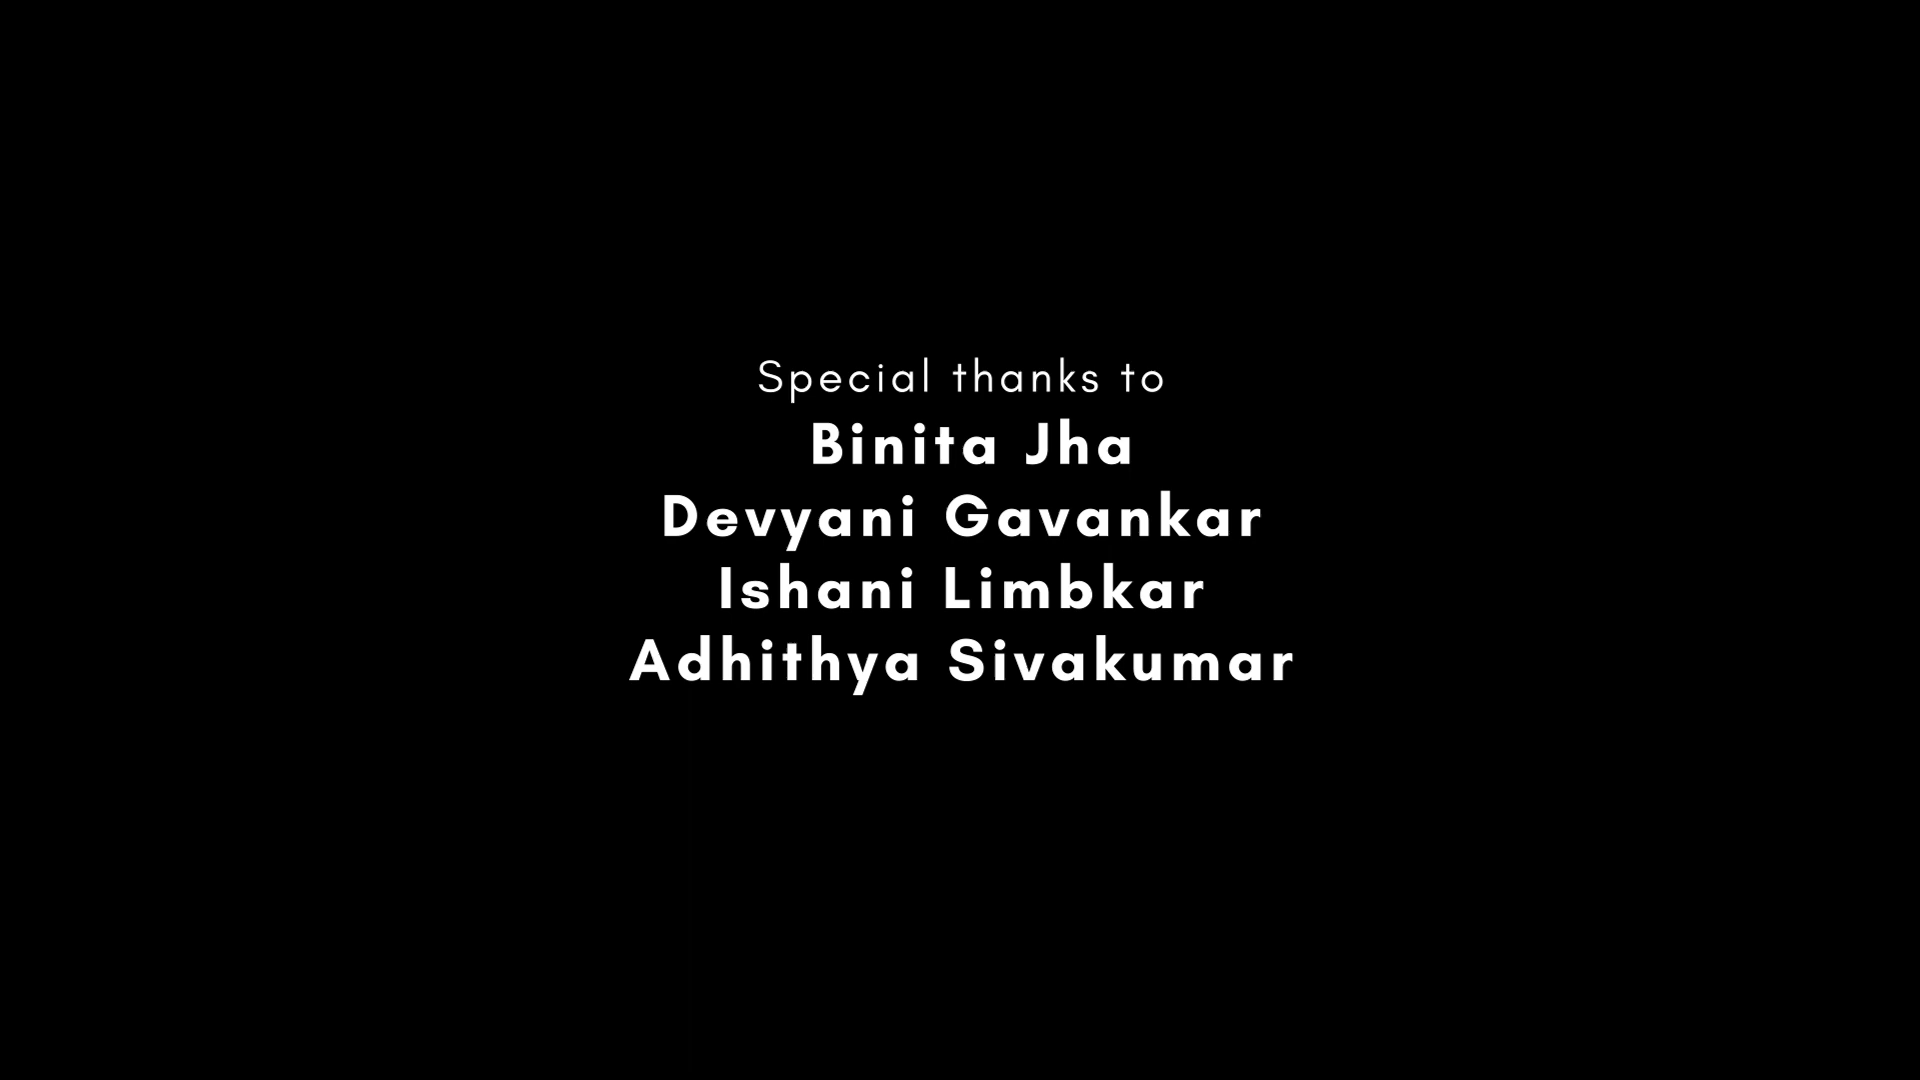 Special thanks to
Binita Jha
Devyani Gavankar
Ishani Limbkar
Adhithya Sivakumar